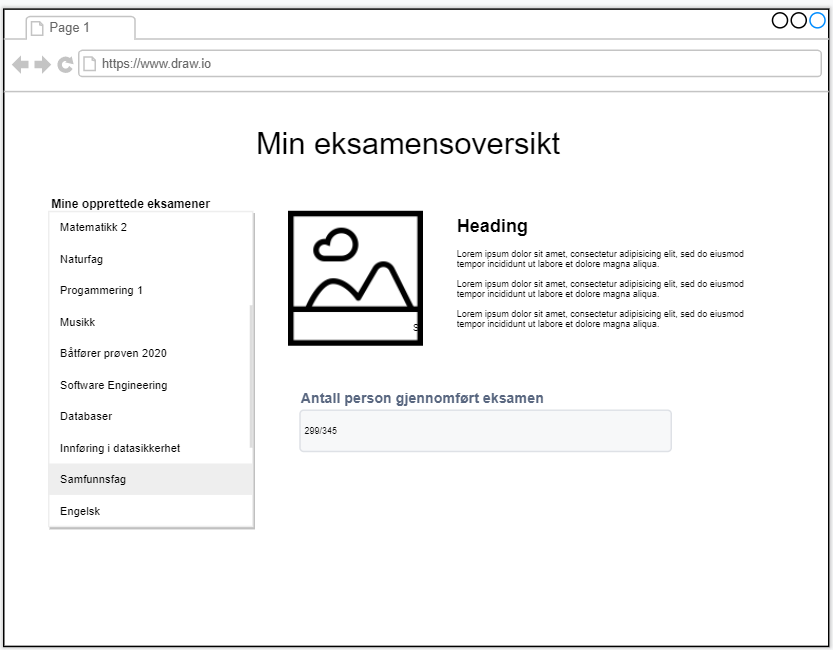 Page 1
https://www.draw.io
Min eksamensoversikt
Mine opprettede eksamener
Matematikk 2
Naturfag
Progammering 1
Musikk
Båtfører prøven 2020
Software Engineering
Databaser
Innføring i datasikkerhet
Samfunnsfag
Engelsk
S
Heading
Lorem ipsum dolor sit amet, consectetur adipisicing elit, sed do eiusmod
tempor incididunt ut labore et dolore magna aliqua.
Lorem ipsum dolor sit amet, consectetur adipisicing elit, sed do eiusmod
tempor incididunt ut labore et dolore magna aliqua.
Lorem ipsum dolor sit amet, consectetur adipisicing elit, sed do eiusmod
tempor incididunt ut labore et dolore magna aliqua.
Antall person gjennomført eksamen
299/345